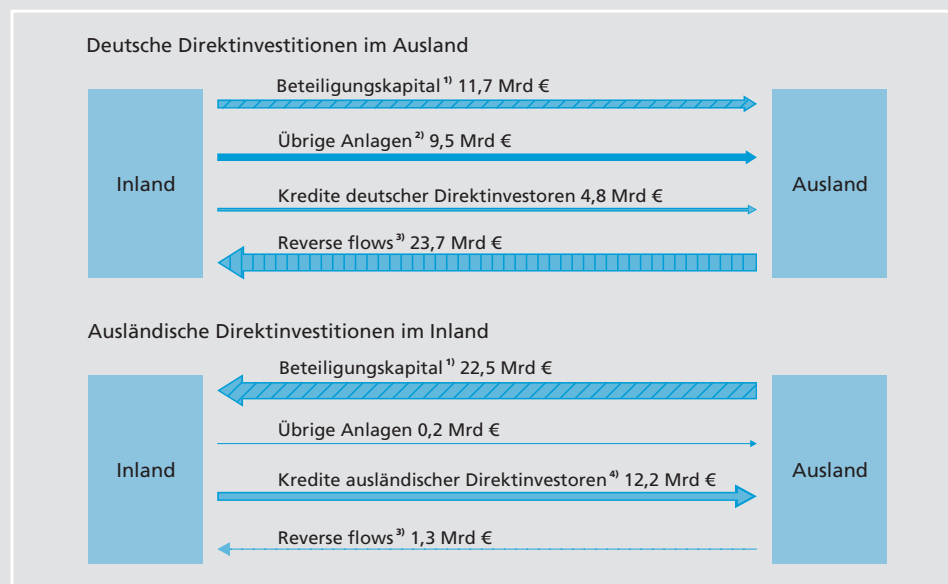 Deutsche Direktinvestitionen im Ausland
Beteiligungskapital ¹⁾ 11,7 Mrd €
Übrige Anlagen ²⁾ 9,5 Mrd €
Inland
Ausland
Kredite deutscher Direktinvestoren 4,8 Mrd €
Reverse flows ³⁾ 23,7 Mrd €
Ausländische Direktinvestitionen im Inland
Beteiligungskapital ¹⁾ 22,5 Mrd €
Übrige Anlagen 0,2 Mrd €
Inland
Ausland
Kredite ausländischer Direktinvestoren ⁴⁾ 12,2 Mrd €
Reverse flows ³⁾ 1,3 Mrd €